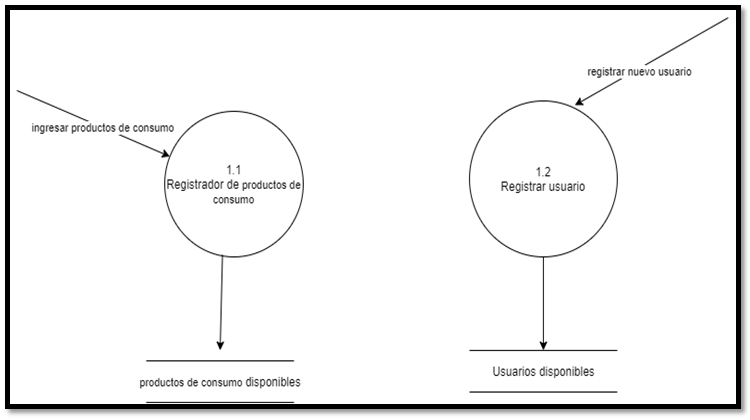 registrar nuevo usuario
ingresar productos de consumo
1.1
Registrador de productos de
consumo
1.2
Registrar usuario
productos de consumo disponibles
Usuarios disponibles